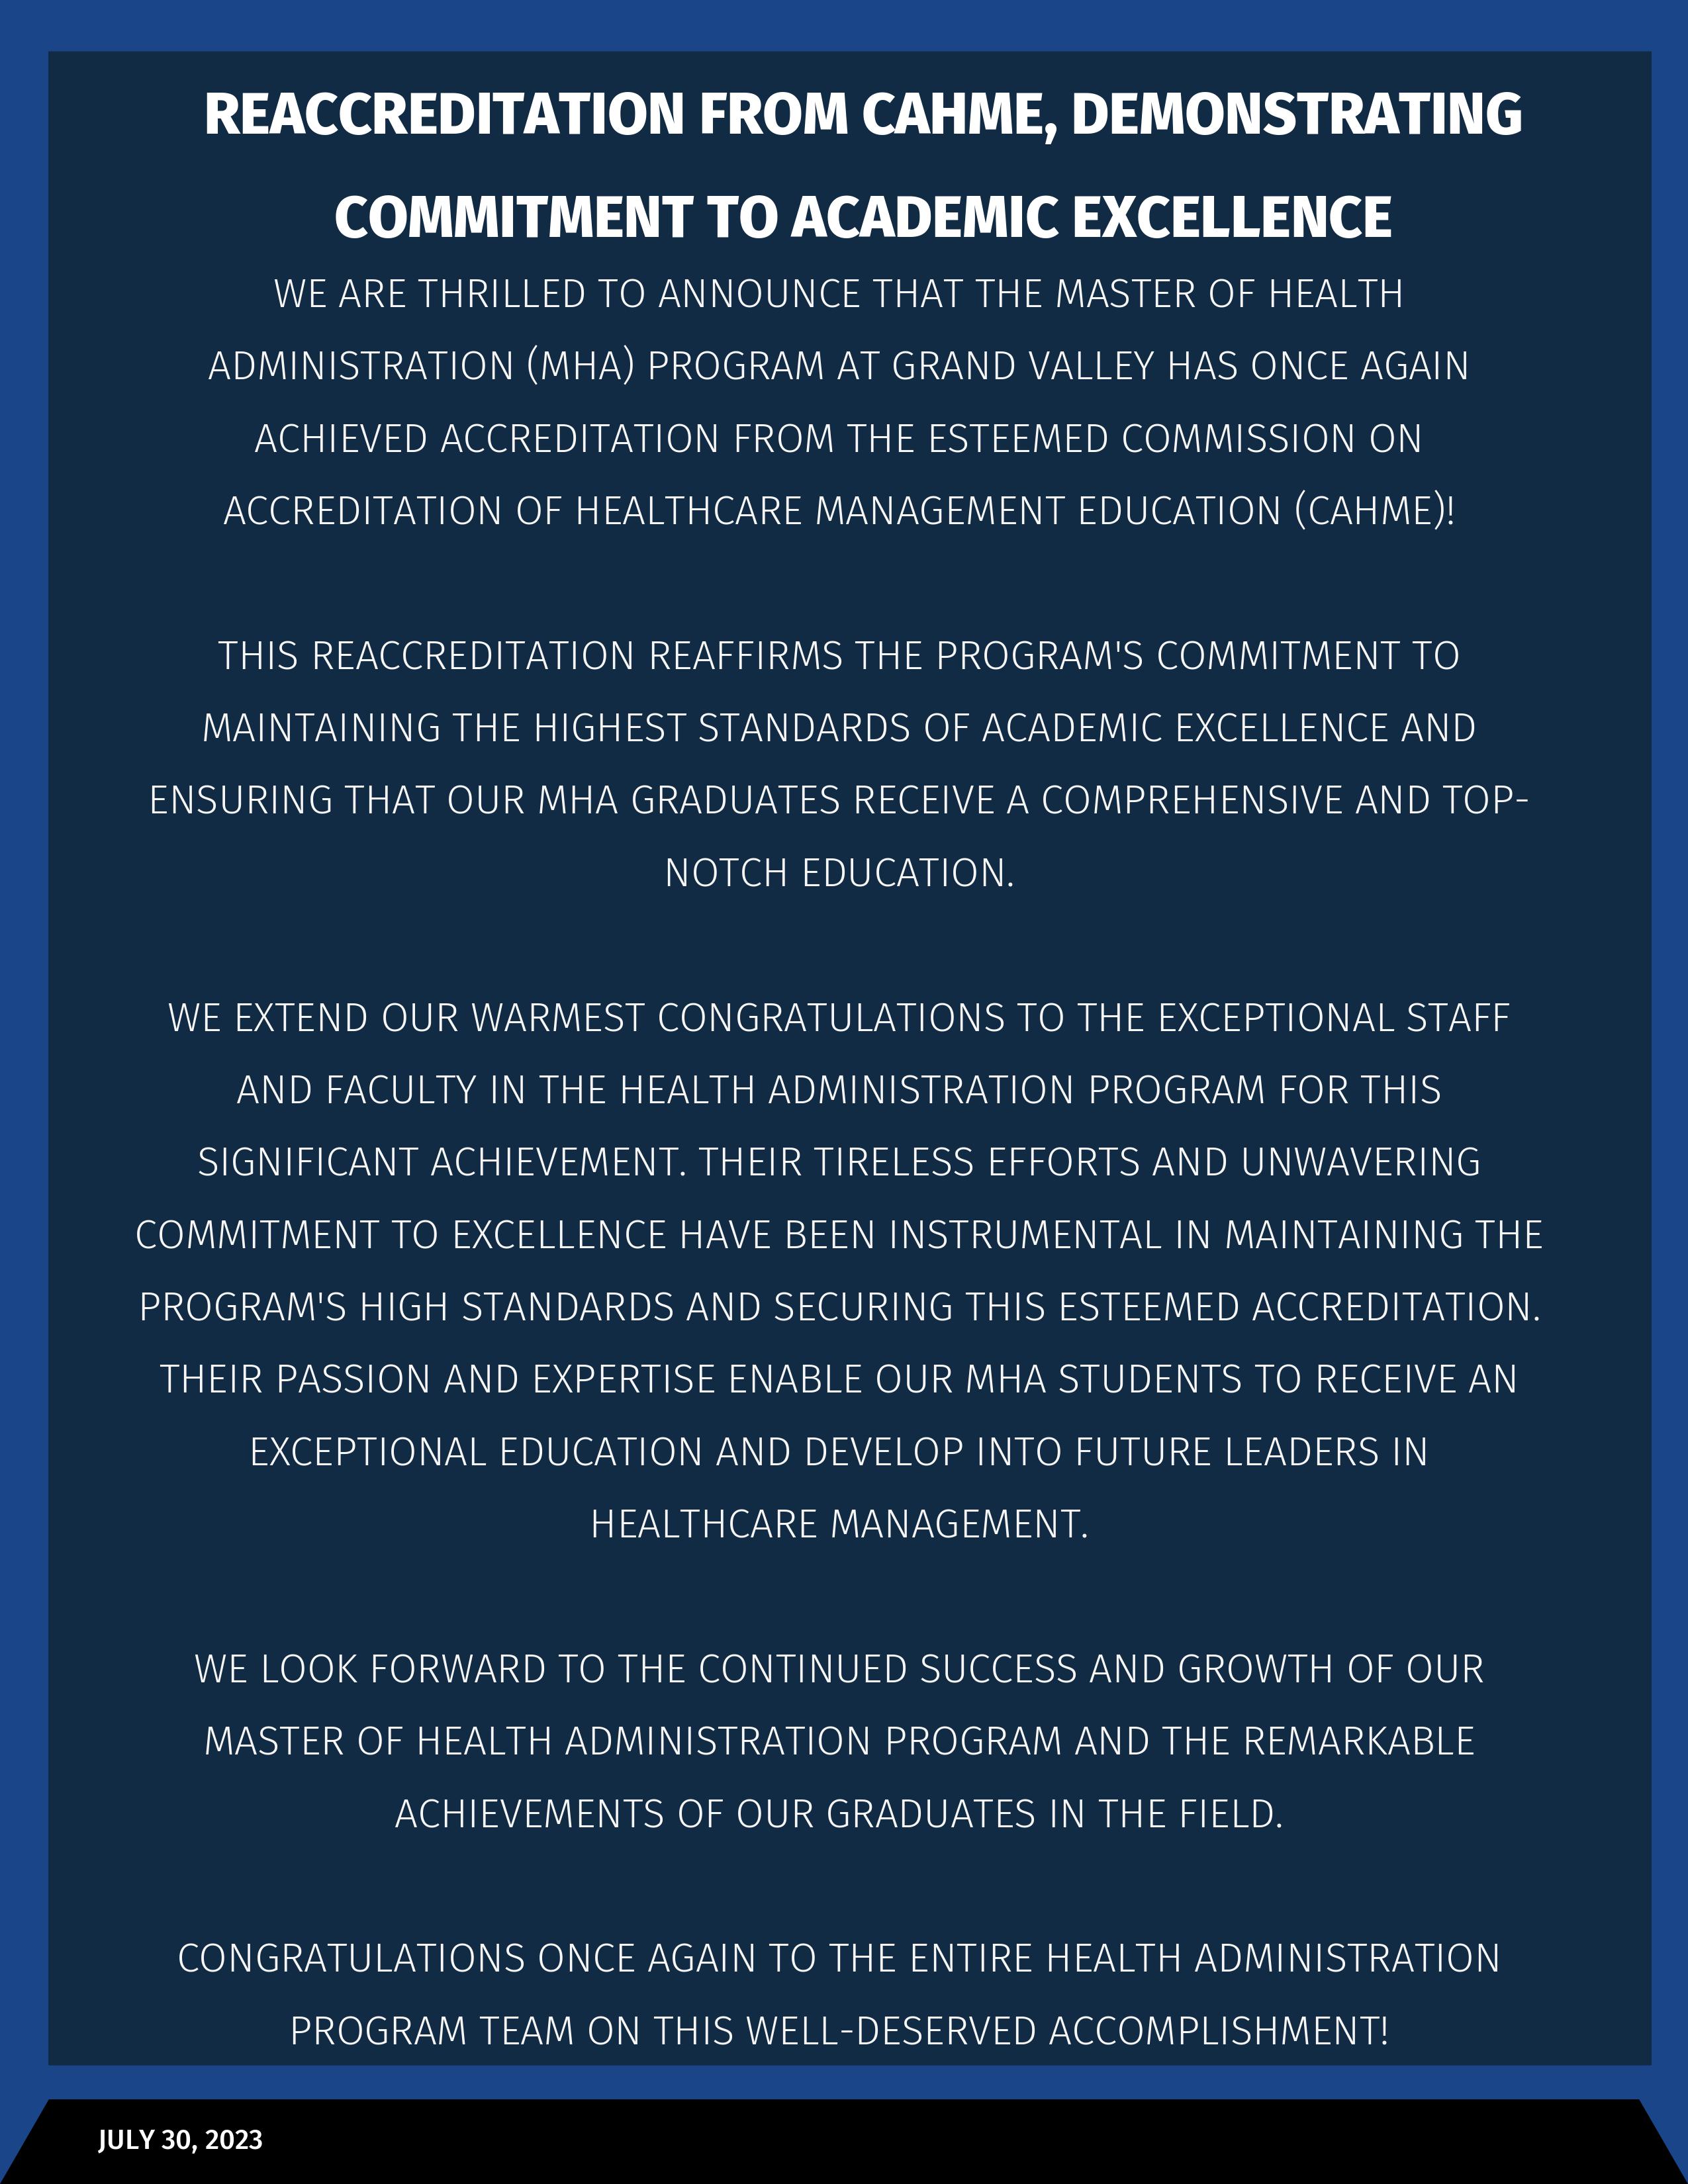 REACCREDITATION FROM CAHME, DEMONSTRATING
COMMITMENT TO ACADEMIC EXCELLENCE
WE ARE THRILLED TO ANNOUNCE THAT THE MASTER OF HEALTH
ADMINISTRATION (MHA) PROGRAM AT GRAND VALLEY HAS ONCE AGAIN
ACHIEVED ACCREDITATION FROM THE ESTEEMED COMMISSION ON
ACCREDITATION OF HEALTHCARE MANAGEMENT EDUCATION (CAHME)!
THIS REACCREDITATION REAFFIRMS THE PROGRAM'S COMMITMENT TO
MAINTAINING THE HIGHEST STANDARDS OF ACADEMIC EXCELLENCE AND
ENSURING THAT OUR MHA GRADUATES RECEIVE A COMPREHENSIVE AND TOP-
NOTCH EDUCATION.
WE EXTEND OUR WARMEST CONGRATULATIONS TO THE EXCEPTIONAL STAFF
AND FACULTY IN THE HEALTH ADMINISTRATION PROGRAM FOR THIS
SIGNIFICANT ACHIEVEMENT. THEIR TIRELESS EFFORTS AND UNWAVERING
COMMITMENT TO EXCELLENCE HAVE BEEN INSTRUMENTAL IN MAINTAINING THE
PROGRAM'S HIGH STANDARDS AND SECURING THIS ESTEEMED ACCREDITATION.
THEIR PASSION AND EXPERTISE ENABLE OUR MHA STUDENTS TO RECEIVE AN
EXCEPTIONAL EDUCATION AND DEVELOP INTO FUTURE LEADERS IN
HEALTHCARE MANAGEMENT.
WE LOOK FORWARD TO THE CONTINUED SUCCESS AND GROWTH OF OUR
MASTER OF HEALTH ADMINISTRATION PROGRAM AND THE REMARKABLE
ACHIEVEMENTS OF OUR GRADUATES IN THE FIELD.
CONGRATULATIONS ONCE AGAIN TO THE ENTIRE HEALTH ADMINISTRATION
PROGRAM TEAM ON THIS WELL-DESERVED ACCOMPLISHMENT!
JULY 30, 2023